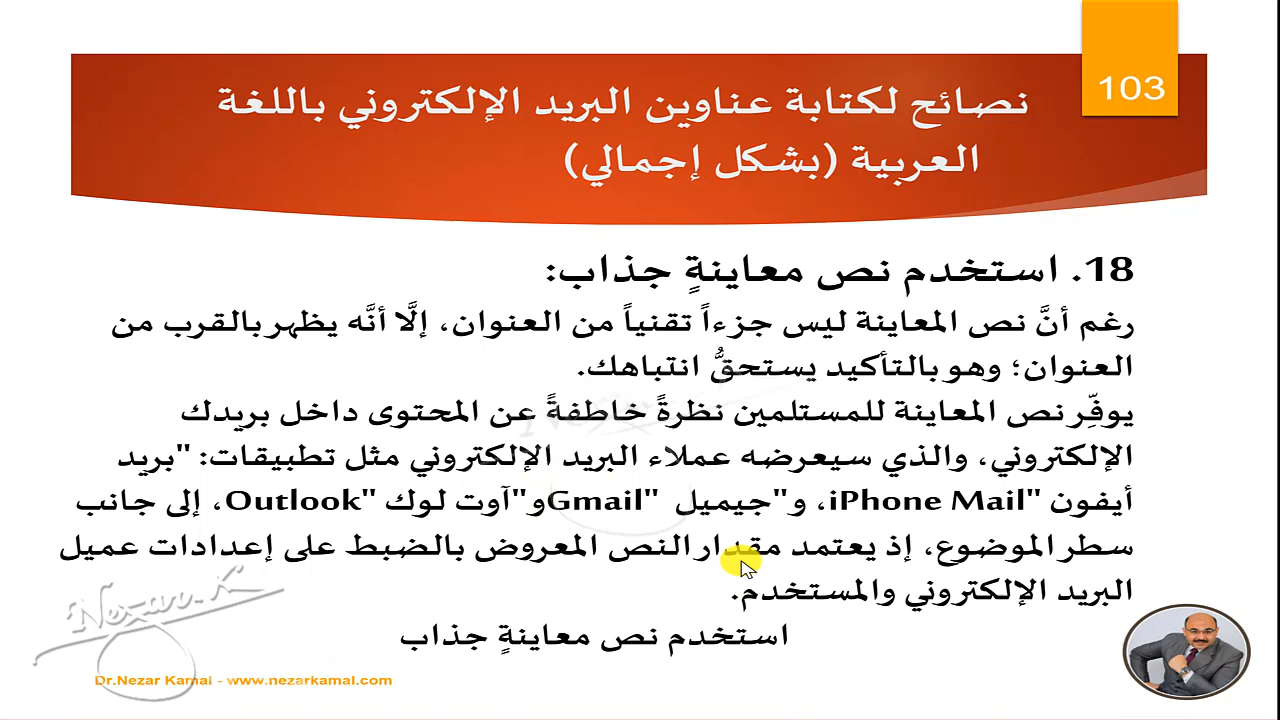 103
نصائح لكتابة عناوين البريد الإلكتروني باللغة
العربية (بشكل إجمالي)
18. استخدم نص معاينةٍ جذاب:
رغم أنَّ نص المعاينة ليس جزءاً تقنياً من العنوان، إلَّا أنَّه يظهر بالقرب من
العنوان؛ وهو بالتأكيد يستحقُّ انتباهك.
يوفِّر نص المعاينة للمستلمين نظرةً خاطفةً عن المحتوى داخل بريدك
الإلكتروني، والذي سيعرضه عملاء البريد الإلكتروني مثل تطبيقات: "بريد
أيفون "iPhone Mail، و"جيميل "Gmailو"آوت لوك "Outlook، إلى جانب
سطر الموضوع، إذ يعتمد مقدار النص المعروض بالضبط على إعدادات عميل
البريد الإلكتروني والمستخدم.
استخدم نص معاينةٍ جذاب
Nezar.K
Dr.Nezar Kamal - www.nezarkamal.com